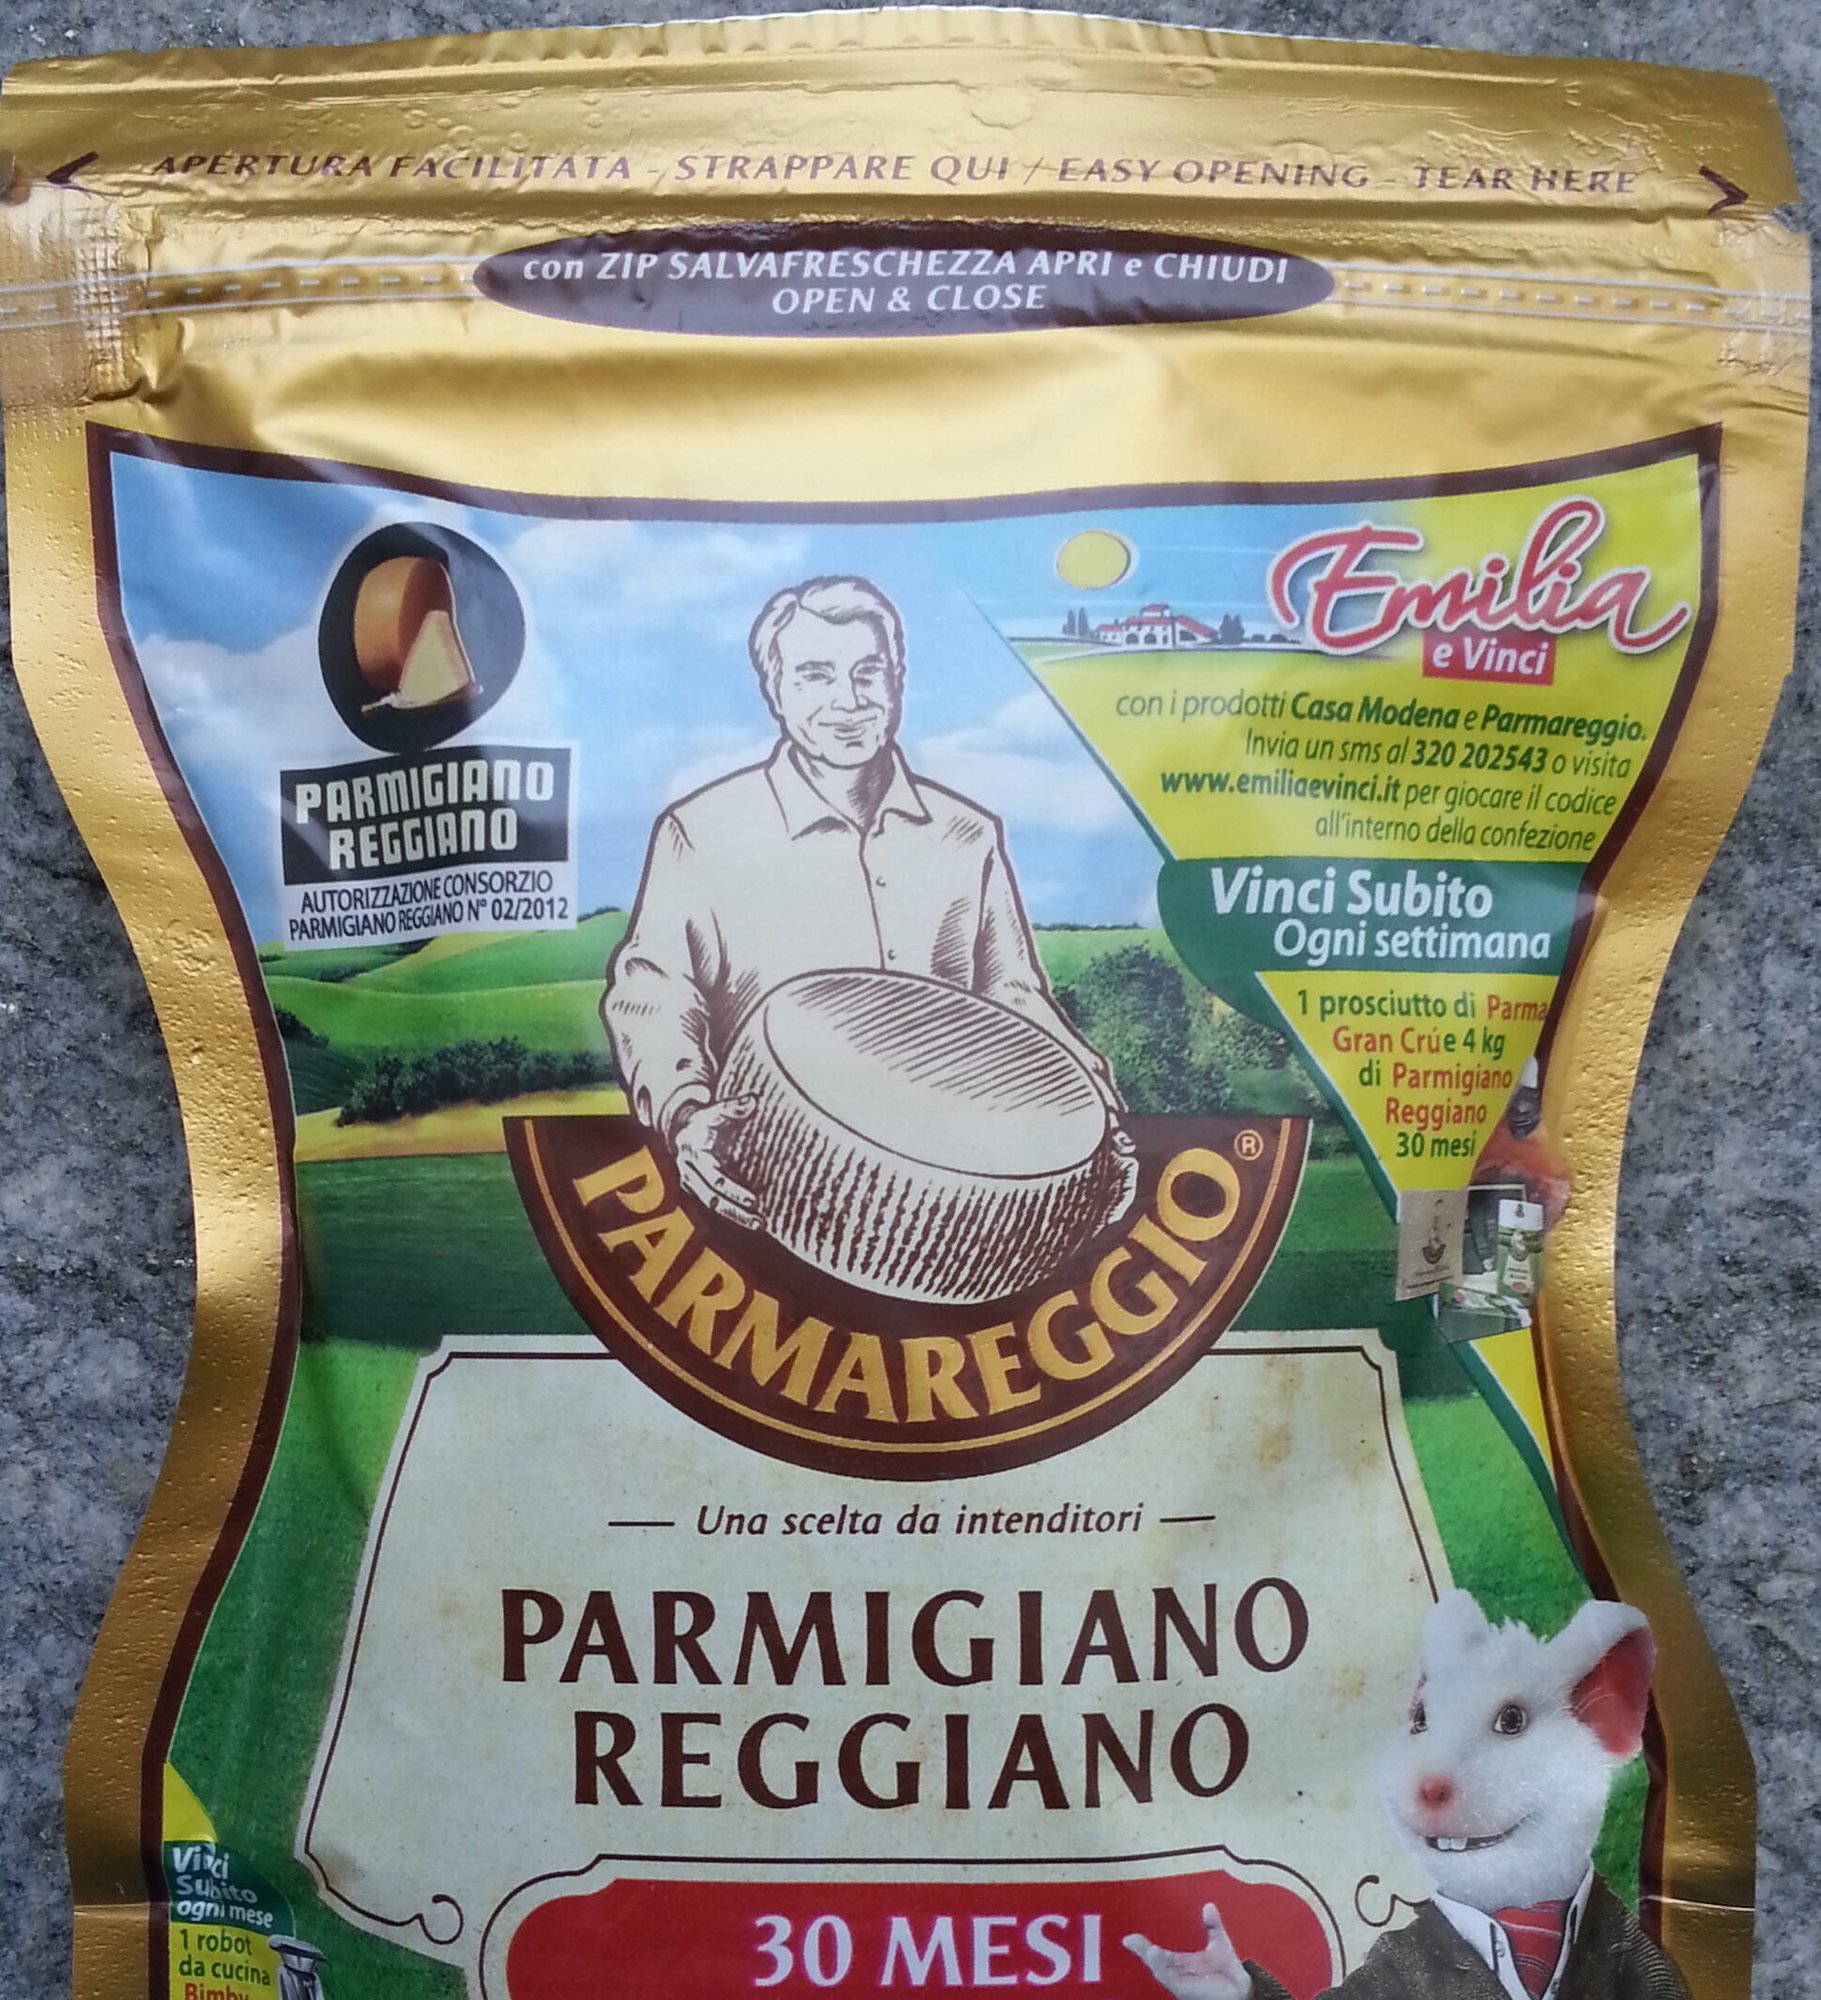 APERTURA FACILITATA - STRAPPARE QUI / EASY OPENING - TEAR HERE
con ZIP SALVAFRESCHEZZA APRI e CHIUDI
OPEN & CLOSE
PARMIGIANO
REGGIANO
AUTORIZZAZIONE CONSORZIO
PARMIGIANO REGGIANO N° 02/2012
Emilia
e Vinci
con i prodotti Casa Modena e Parmareggio.
Invia un sms al 320 202543 o visita
www.emiliaevinci.it per giocare il codice
all'interno della confezione
Vinci Subito
Ogni settimana
1 prosciutto di Parma
Gran Crú e 4 kg
di Parmigiano
Reggiano
30 mesi
PARMAREGGIO®
Una scelta da intenditori
PARMIGIANO
REGGIANO
30 MESI
Vinci
Subito
ogni mese
1 robot
da cucina
Bimby